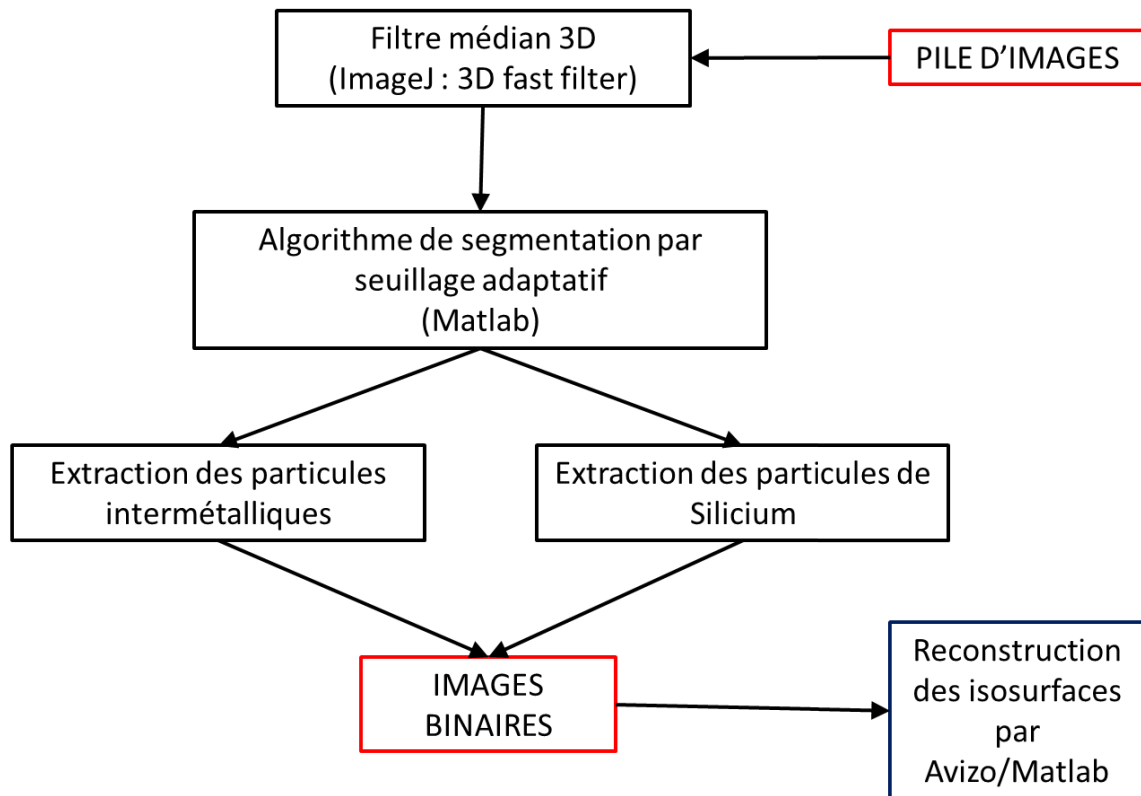 Filtre médian 3D
(ImageJ : 3D fast filter)
PILE D’IMAGES
Algorithme de segmentation par
seuillage adaptatif
(Matlab)
Extraction des particules
intermétalliques
Extraction des particules de
Silicium
IMAGES
BINAIRES
Reconstruction
des isosurfaces
par
Avizo/Matlab